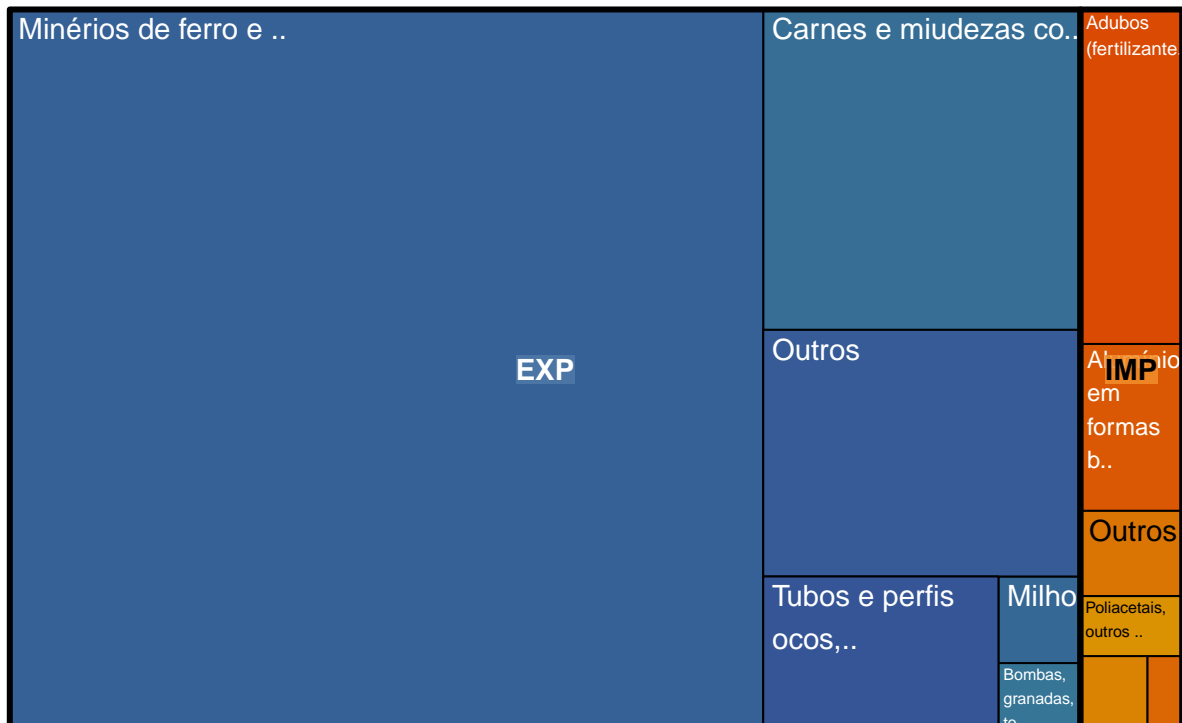 Minérios de ferro e ..
Carnes e miudezas co..
Outros
EXP
Tubos e perfis
ocos,..
Milho
Bombas,
granadas,
Adubos
(fertilizante
IMP
em
formas
b..
Outros
Poliacetais,
outros ..